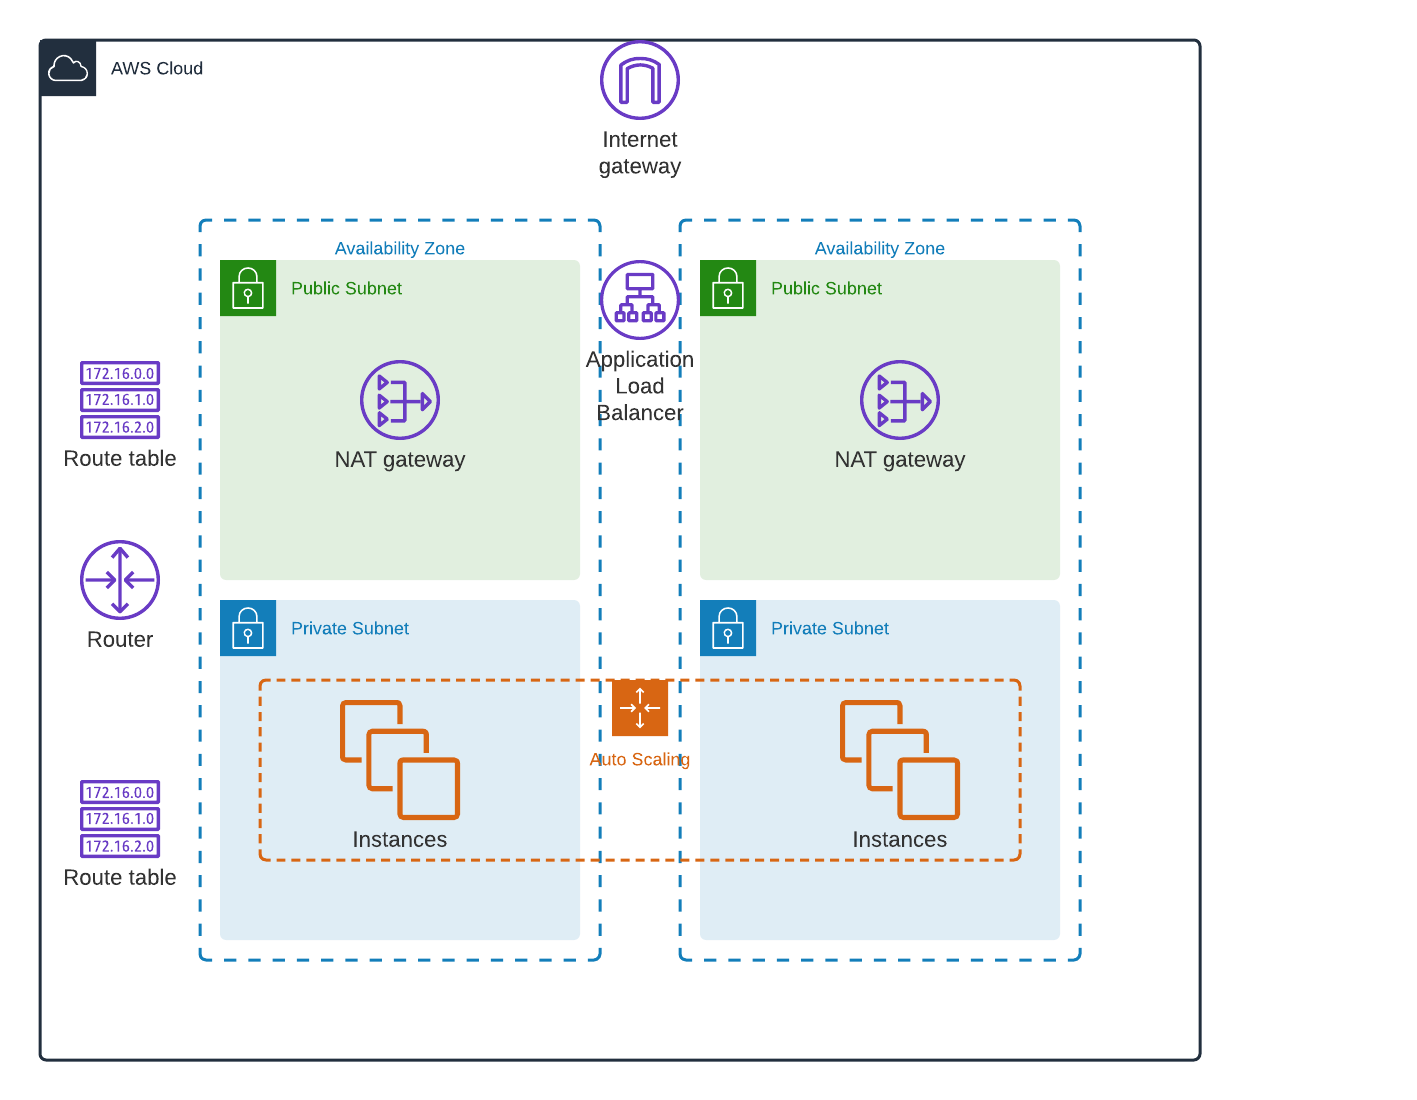 AWS Cloud
Internet
gateway
Availability Zone
Availability Zone
Public Subnet
Public Subnet
Application
Load
Balancer
172.16.0.0
172.16.1.0
172.16.2.0
Route table
NAT gateway
NAT gateway
Router
Private Subnet
Private Subnet
Auto Scaling
172.16.0.0
172.16.1.0
172.16.2.0
Route table
Instances
Instances